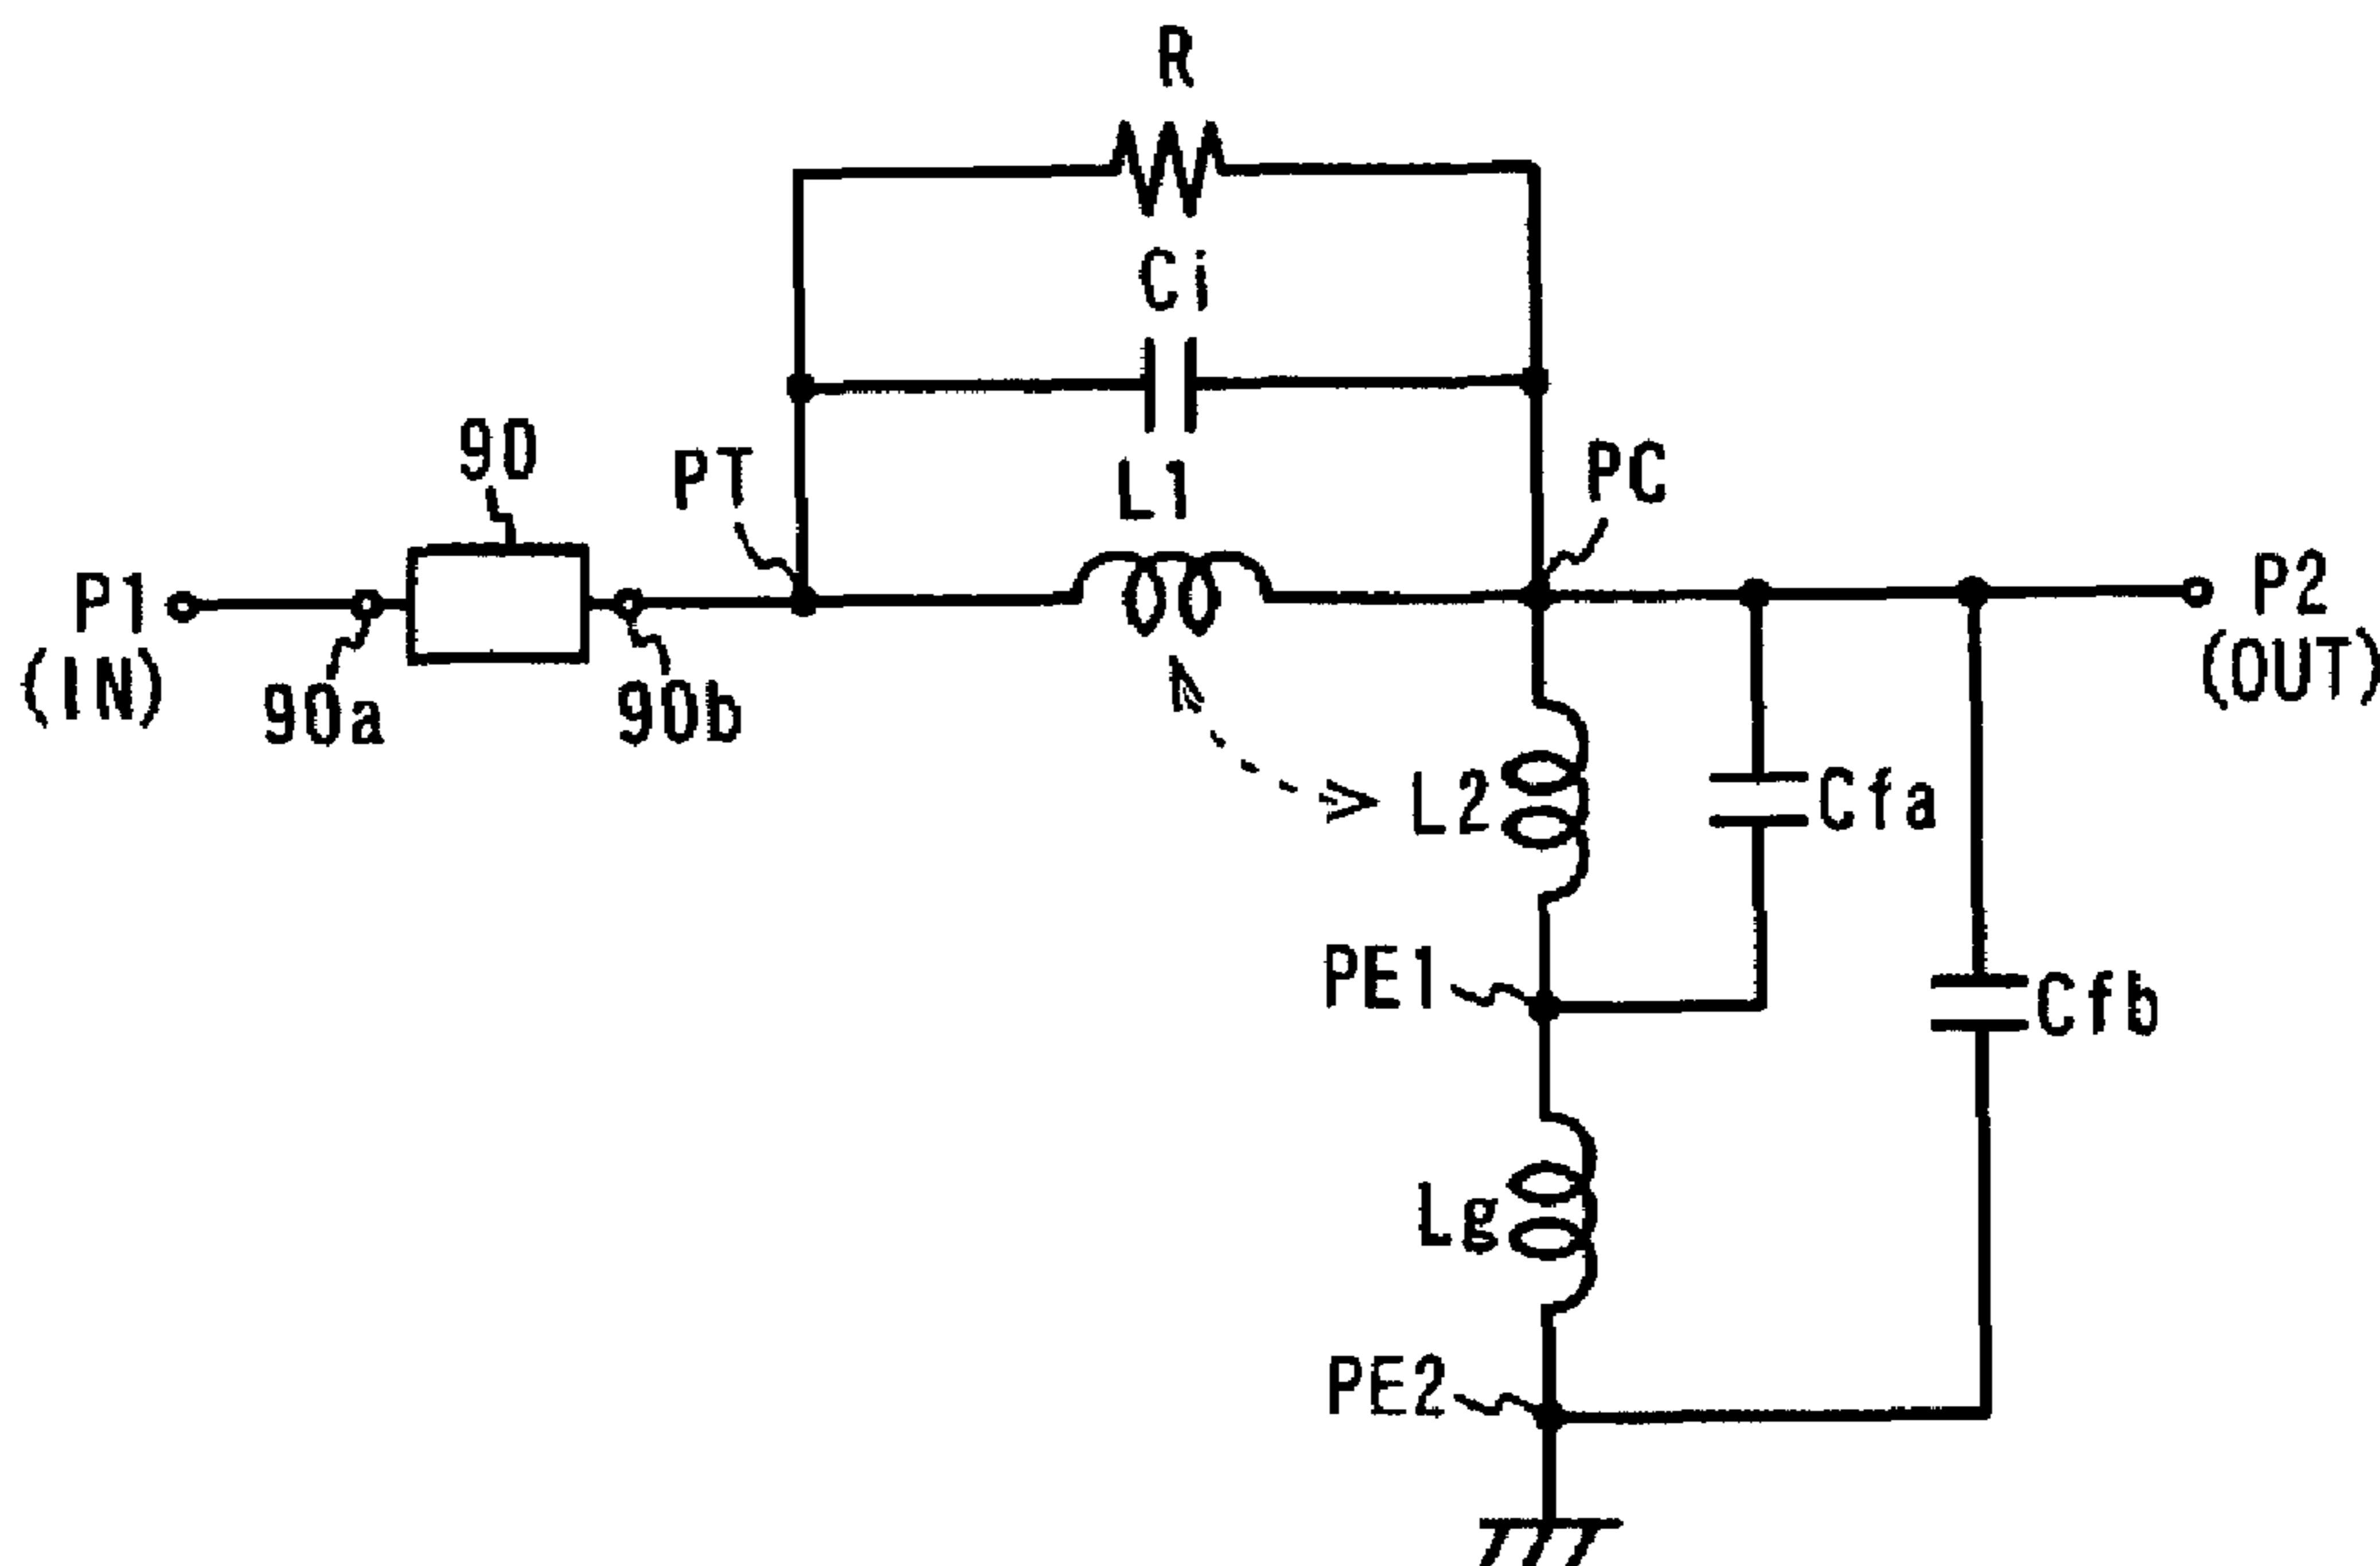 R
Ci
90
PT
L1
PC
P1
(IN)
90a
90b
P2
(OUT)
L2
Cfa
PE1
Cfb
Lg
PE2